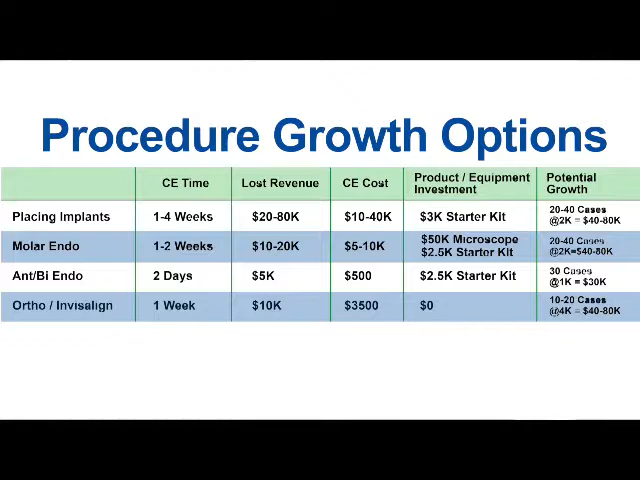 Procedure Growth Options
CE Time Lost Revenue CE Cost Product / Equipment Investment Potential Growth
Placing Implants 1-4 Weeks $20-80K $10-40K $3K Starter Kit 20-40 Cases @2K = $40-80K
Molar Endo 1-2 Weeks $10-20K $5-10K $50K Microscope $2.5K Starter Kit 20-40 Cases @2K=$40-80K
Ant/Bi Endo 2 Days $5K $500 $2.5K Starter Kit 30 Cases @1K = $30K
Ortho / Invisalign 1 Week $10K $3500 $0 10-20 Cases @4K = $40-80K